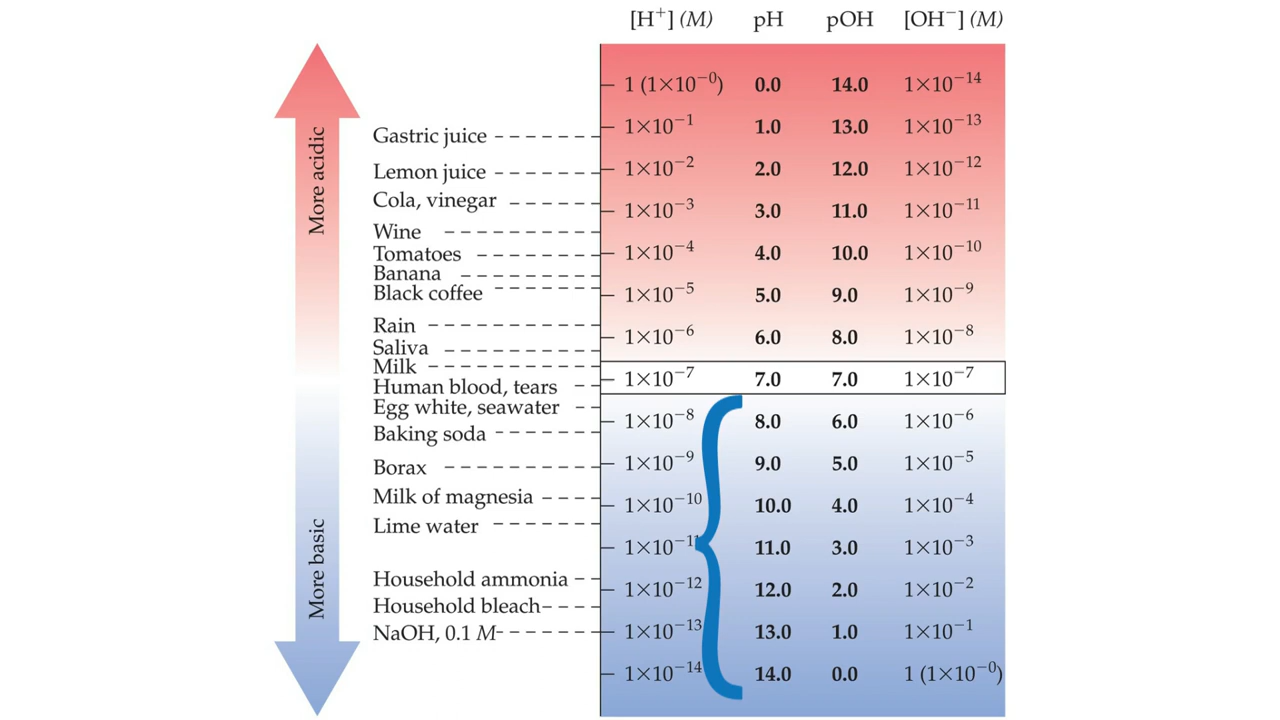 [H⁺] (M) pH pOH [OH⁻] (M)
1 (1×10⁻⁰) 0.0 14.0 1×10⁻¹⁴
1×10⁻¹ 1.0 13.0 1×10⁻¹³
Gastric juice
1×10⁻² 2.0 12.0 1×10⁻¹²
Lemon juice
Cola, vinegar
1×10⁻³ 3.0 11.0 1×10⁻¹¹
Wine
Tomatoes 1×10⁻⁴ 4.0 10.0 1×10⁻¹⁰
Banana
Black coffee 1×10⁻⁵ 5.0 9.0 1×10⁻⁹
Rain
1×10⁻⁶ 6.0 8.0 1×10⁻⁸
Saliva
Milk
1×10⁻⁷ 7.0 7.0 1×10⁻⁷
Human blood, tears
Egg white, seawater
1×10⁻⁸ 8.0 6.0 1×10⁻⁶
Baking soda
Borax 1×10⁻⁹ 9.0 5.0 1×10⁻⁵
Milk of magnesia
1×10⁻¹⁰ 10.0 4.0 1×10⁻⁴
Lime water
1×10⁻¹¹ 11.0 3.0 1×10⁻³
Household ammonia
1×10⁻¹² 12.0 2.0 1×10⁻²
Household bleach
NaOH, 0.1 M 1×10⁻¹³ 13.0 1.0 1×10⁻¹
1×10⁻¹⁴ 14.0 0.0 1 (1×10⁻⁰)
More acidic
More basic